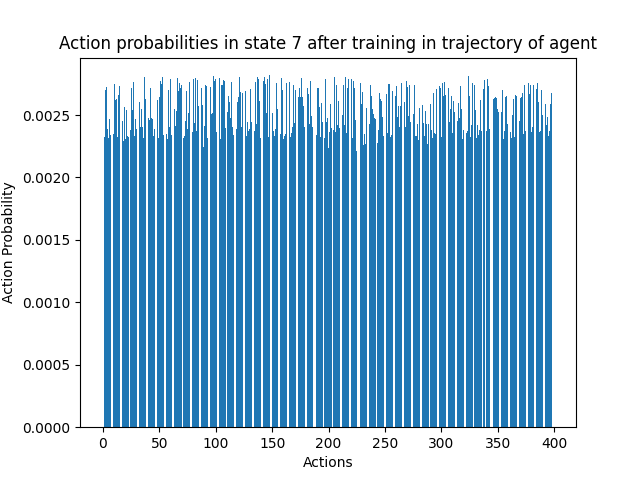 Action probabilities in state 7 after training in trajectory of agent
Action Probability
0.0025
0.0020
0.0015
0.0010
0.0005
0.0000
0 50 100 150 200 250 300 350 400
Actions